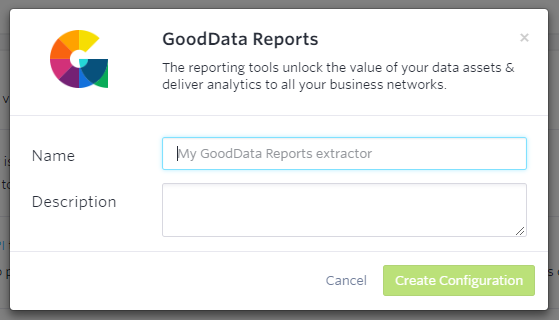 GoodData Reports
×
The reporting tools unlock the value of your data assets &
deliver analytics to all your business networks.
Name
My GoodData Reports extractor
Description
Cancel
Create Configuration